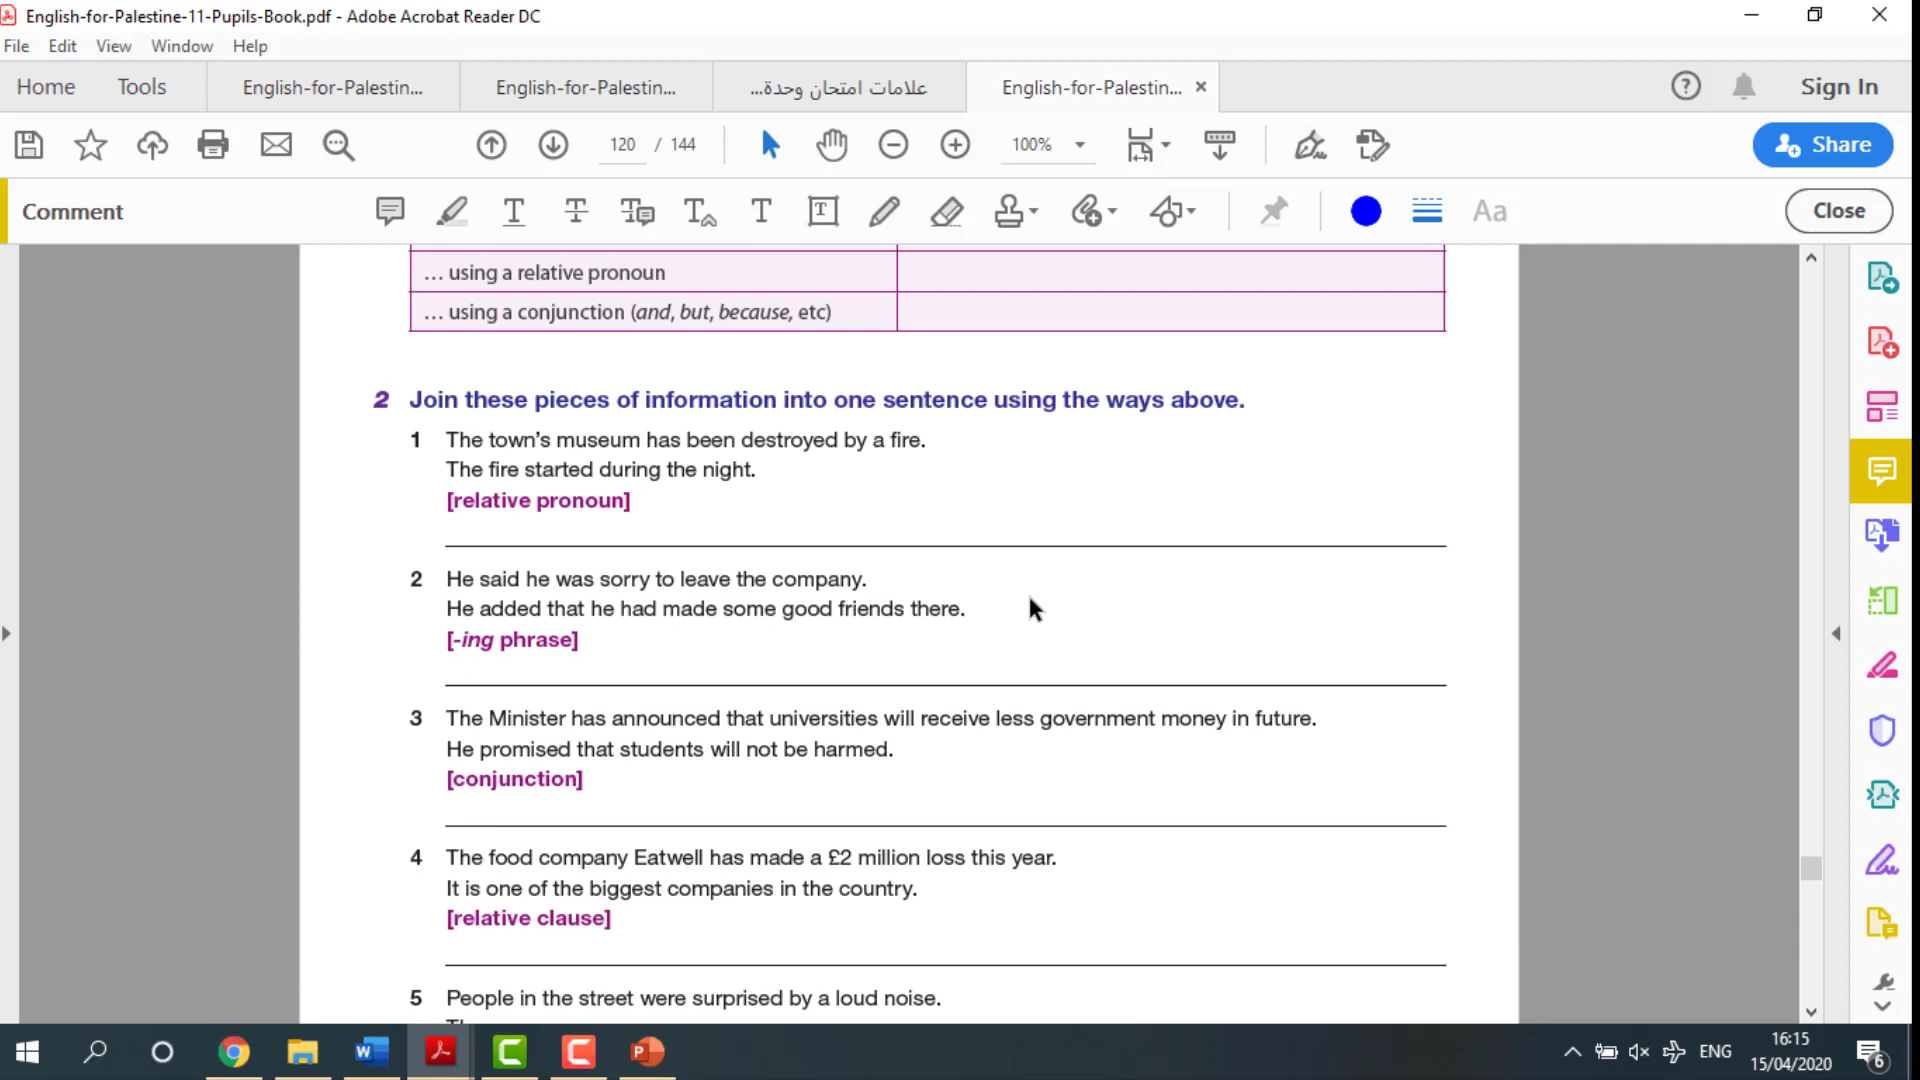 English-for-Palestine-11-Pupils-Book.pdf - Adobe Acrobat Reader DC
File Edit View Window Help
Home Tools English-for-Palestin... English-for-Palestin... علامات امتحان وحدة... English-for-Palestin... × ? Sign In
120 / 144 100% Share
Comment T T T T T T Aa Close
… using a relative pronoun
… using a conjunction (and, but, because, etc)
2 Join these pieces of information into one sentence using the ways above.
1 The town's museum has been destroyed by a fire.
The fire started during the night.
[relative pronoun]
2 He said he was sorry to leave the company.
He added that he had made some good friends there.
[-ing phrase]
3 The Minister has announced that universities will receive less government money in future.
He promised that students will not be harmed.
[conjunction]
4 The food company Eatwell has made a £2 million loss this year.
It is one of the biggest companies in the country.
[relative clause]
5 People in the street were surprised by a loud noise.
ENG 16:15
15/04/2020 6